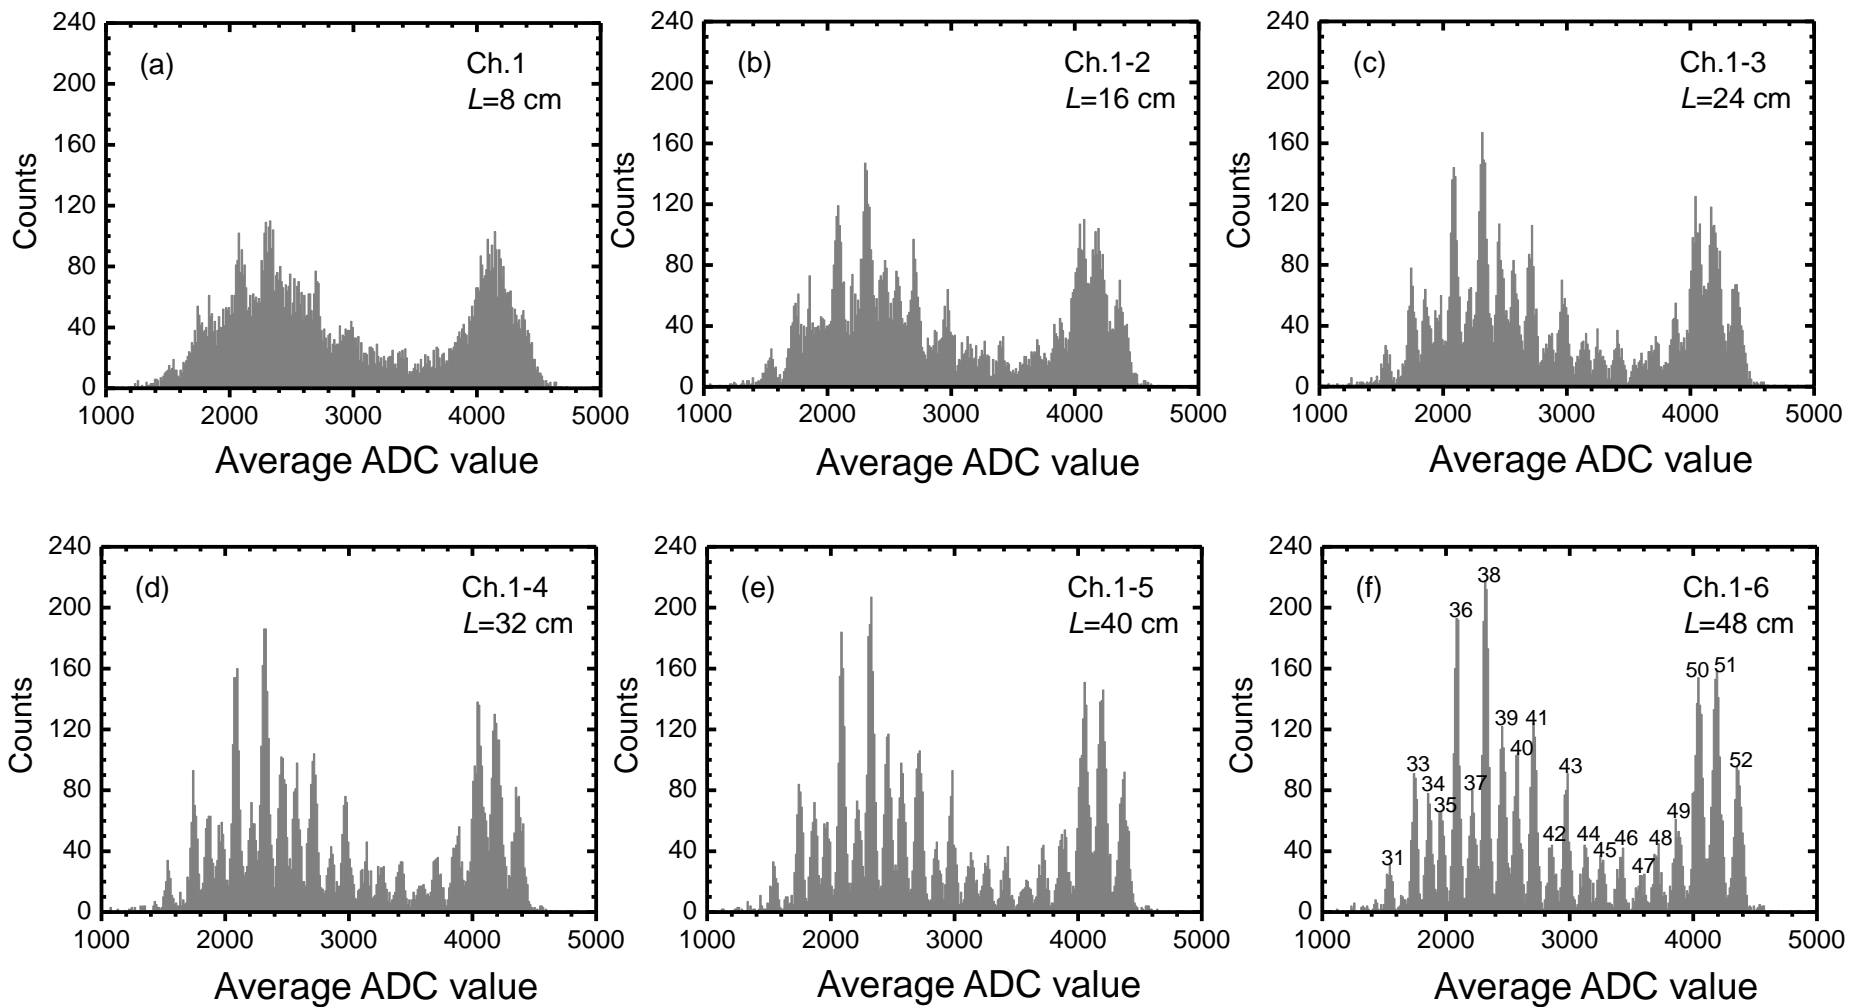 240
200
160
120
80
40
0
Counts
(a)
Ch.1
L=8 cm
1000 2000 3000 4000 5000
Average ADC value
240
200
160
120
80
40
0
Counts
(b)
Ch.1-2
L=16 cm
1000 2000 3000 4000 5000
Average ADC value
240
200
160
120
80
40
0
Counts
(c)
Ch.1-3
L=24 cm
1000 2000 3000 4000 5000
Average ADC value
240
200
160
120
80
40
0
Counts
(d)
Ch.1-4
L=32 cm
1000 2000 3000 4000 5000
Average ADC value
240
200
160
120
80
40
0
Counts
(e)
Ch.1-5
L=40 cm
1000 2000 3000 4000 5000
Average ADC value
240
200
160
120
80
40
0
Counts
(f)
Ch.1-6
L=48 cm
31
33
34
35
36
37
38
39
40
41
42
43
44
45
46
47
48
49
50
51
52
1000 2000 3000 4000 5000
Average ADC value